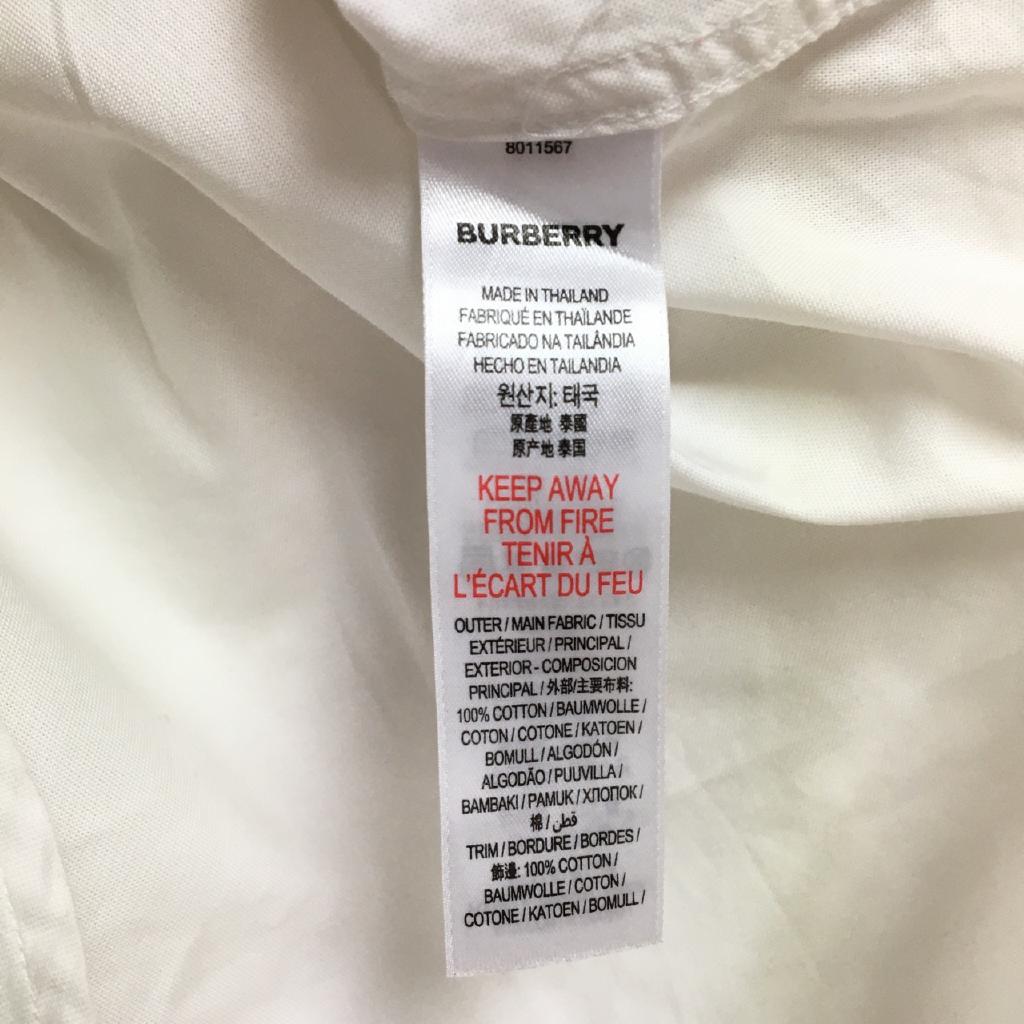 8011567
BURBERRY
MADE IN THAILAND
FABRIQUÉ EN THAÏLANDE
FABRICADO NA TAILÂNDIA
HECHO EN TAILANDIA
원산지: 태국
原產地 泰國
原产地 泰国
KEEP AWAY
FROM FIRE
TENIR À
L'ÉCART DU FEU
OUTER / MAIN FABRIC / TISSU
EXTÉRIEUR / PRINCIPAL /
EXTERIOR - COMPOSICION
PRINCIPAL / 外部/主要布料:
100% COTTON / BAUMWOLLE /
COTON / COTONE / KATOEN /
BOMULL / ALGODÓN /
ALGODÃO / PUUVILLA /
BAMBAKI / PAMUK / ХЛОПОК /
棉 / قطن
TRIM / BORDURE / BORDES /
飾邊: 100% COTTON /
BAUMWOLLE / COTON /
COTONE / KATOEN / BOMULL /